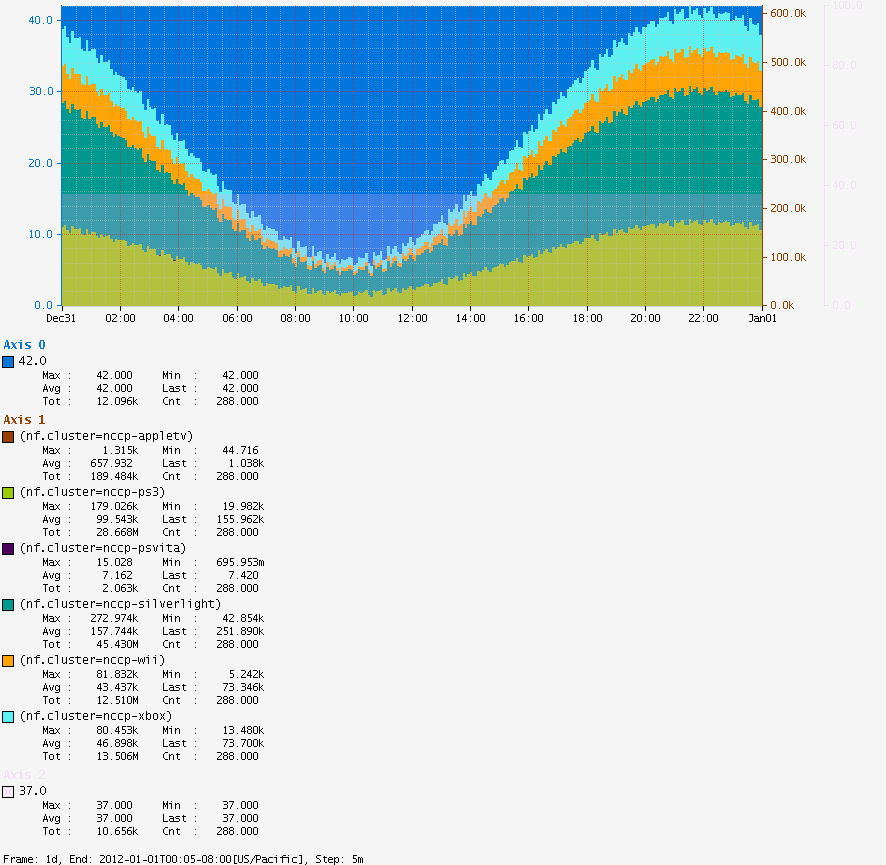 40.0
30.0
20.0
10.0
0.0
600.0k
500.0k
400.0k
300.0k
200.0k
100.0k
0.0k
100.0
80.0
60.0
40.0
20.0
0.0
Dec31 02:00 04:00 06:00 08:00 10:00 12:00 14:00 16:00 18:00 20:00 22:00 Jan01
Axis 0
42.0
Max : 42.000 Min : 42.000
Avg : 42.000 Last : 42.000
Tot : 12.096k Cnt : 288.000
Axis 1
(nf.cluster=nccp-appletv)
Max : 1.315k Min : 44.716
Avg : 657.932 Last : 1.038k
Tot : 189.484k Cnt : 288.000
(nf.cluster=nccp-ps3)
Max : 179.026k Min : 19.982k
Avg : 99.543k Last : 155.962k
Tot : 28.668M Cnt : 288.000
(nf.cluster=nccp-psvita)
Max : 15.028 Min : 695.953m
Avg : 7.162 Last : 7.420
Tot : 2.063k Cnt : 288.000
(nf.cluster=nccp-silverlight)
Max : 272.974k Min : 42.854k
Avg : 157.744k Last : 251.890k
Tot : 45.430M Cnt : 288.000
(nf.cluster=nccp-wii)
Max : 81.832k Min : 5.242k
Avg : 43.437k Last : 73.346k
Tot : 12.510M Cnt : 288.000
(nf.cluster=nccp-xbox)
Max : 80.453k Min : 13.480k
Avg : 46.898k Last : 73.700k
Tot : 13.506M Cnt : 288.000
Axis 2
37.0
Max : 37.000 Min : 37.000
Avg : 37.000 Last : 37.000
Tot : 10.656k Cnt : 288.000
Frame: 1d, End: 2012-01-01T00:05-08:00[US/Pacific], Step: 5m